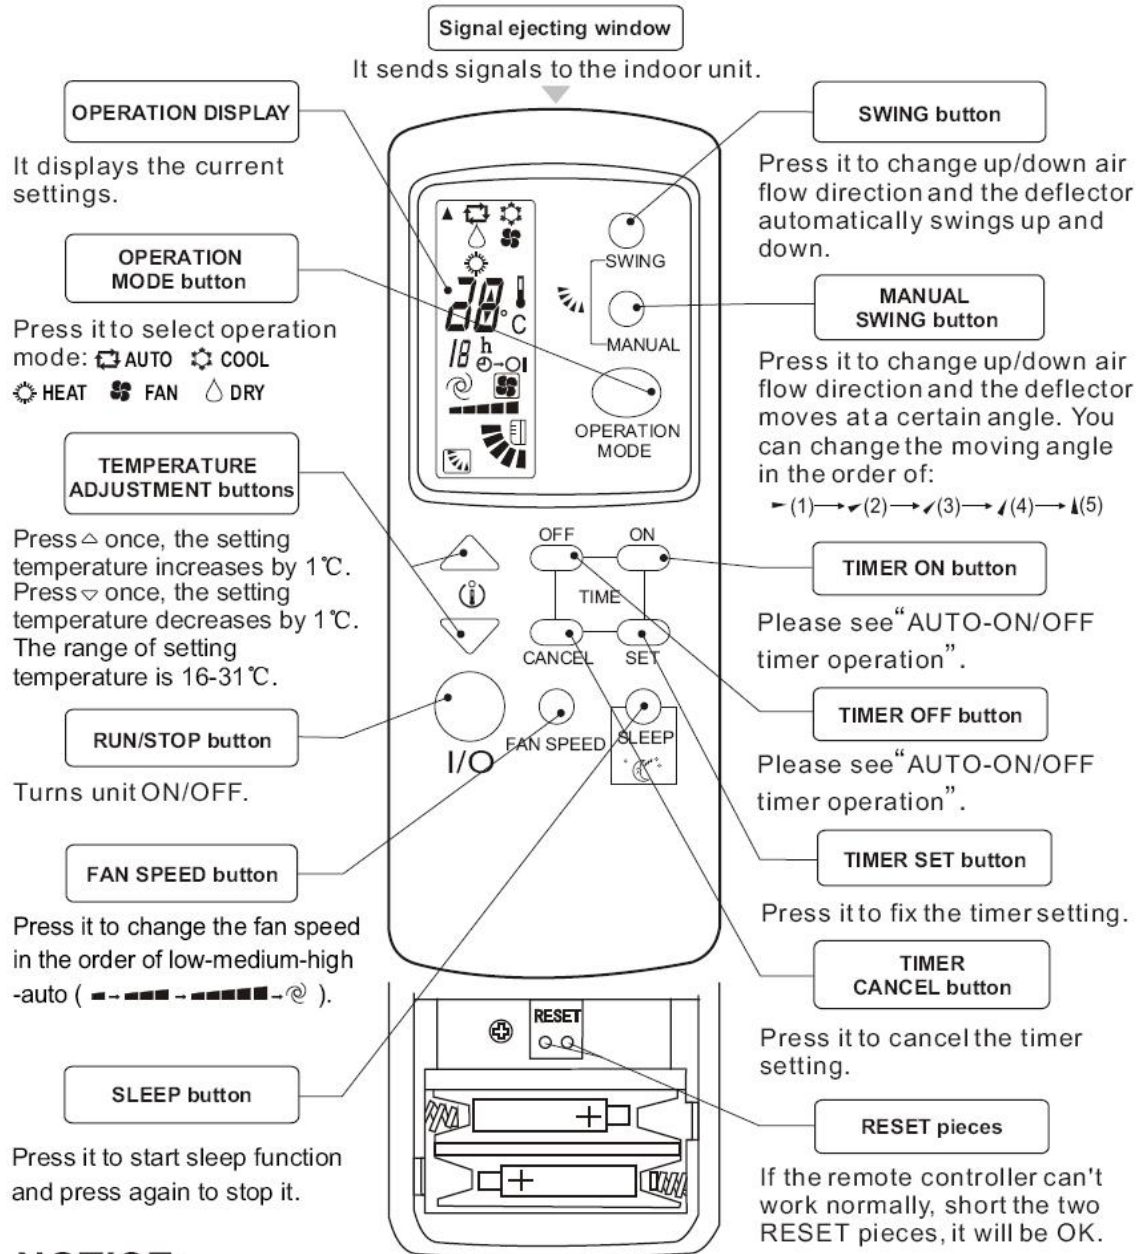 Signal ejecting window
It sends signals to the indoor unit.
OPERATION DISPLAY
It displays the current
settings.
OPERATION
MODE button
Press it to select operation
mode: AUTO COOL
HEAT FAN DRY
TEMPERATURE
ADJUSTMENT buttons
Press △ once, the setting
temperature increases by 1℃.
Press ▽ once, the setting
temperature decreases by 1℃.
The range of setting
temperature is 16-31℃.
RUN/STOP button
Turns unit ON/OFF.
FAN SPEED button
Press it to change the fan speed
in the order of low-medium-high
-auto ( - - - ).
SLEEP button
Press it to start sleep function
and press again to stop it.
88
°C
18 h
SWING
MANUAL
OPERATION
MODE
OFF ON
TIME
CANCEL SET
I/O
FAN SPEED
SLEEP
RESET
+
+
SWING button
Press it to change up/down air
flow direction and the deflector
automatically swings up and
down.
MANUAL
SWING button
Press it to change up/down air
flow direction and the deflector
moves at a certain angle. You
can change the moving angle
in the order of:
(1)→(2)→(3)→(4)→(5)
TIMER ON button
Please see“AUTO-ON/OFF
timer operation”.
TIMER OFF button
Please see“AUTO-ON/OFF
timer operation”.
TIMER SET button
Press it to fix the timer setting.
TIMER
CANCEL button
Press it to cancel the timer
setting.
RESET pieces
If the remote controller can't
work normally, short the two
RESET pieces, it will be OK.